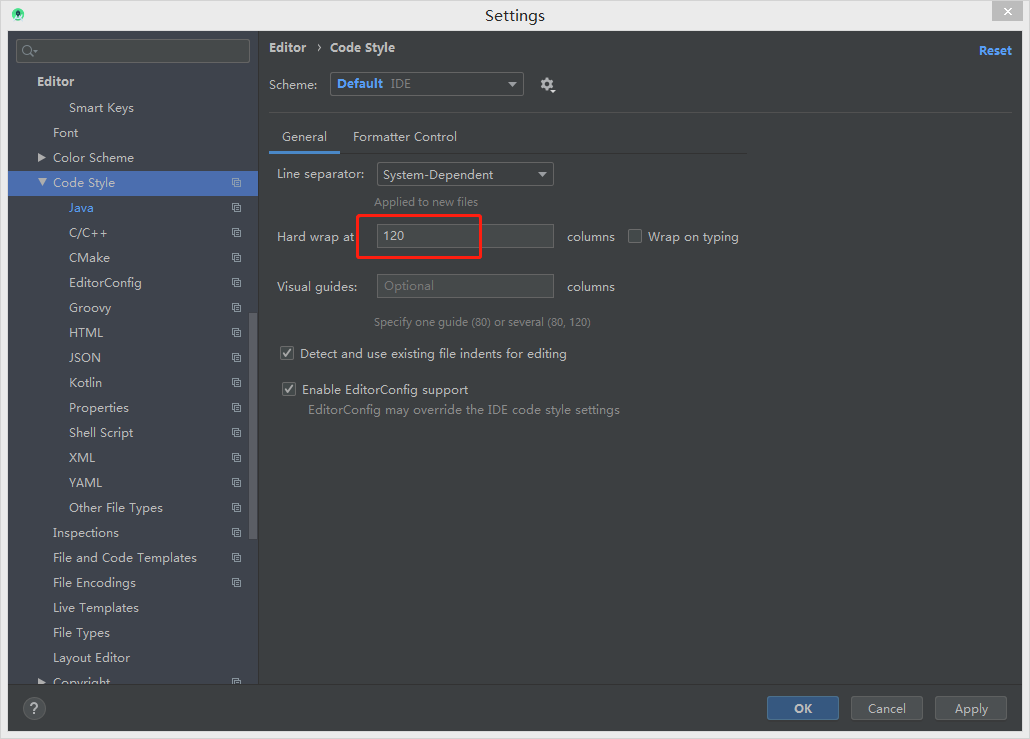 Settings
Editor › Code Style
Reset
Scheme: Default IDE
General Formatter Control
Line separator: System-Dependent
Applied to new files
Hard wrap at 120 columns Wrap on typing
Visual guides: Optional columns
Specify one guide (80) or several (80, 120)
Detect and use existing file indents for editing
Enable EditorConfig support
EditorConfig may override the IDE code style settings
Editor
Smart Keys
Font
Color Scheme
Code Style
Java
C/C++
CMake
EditorConfig
Groovy
HTML
JSON
Kotlin
Properties
Shell Script
XML
YAML
Other File Types
Inspections
File and Code Templates
File Encodings
Live Templates
File Types
Layout Editor
Copyright
?
OK Cancel Apply